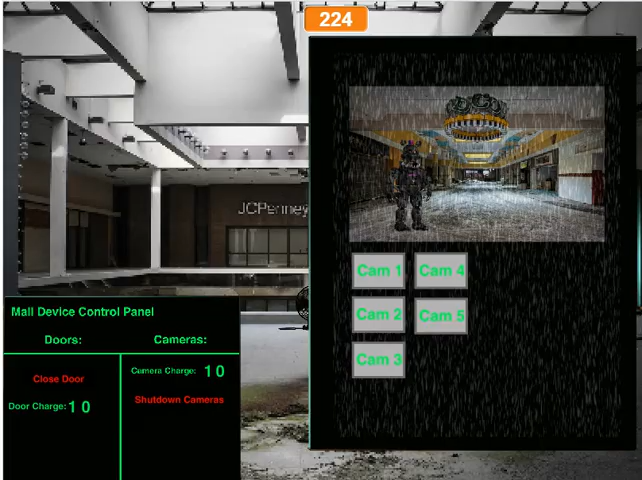 224
JCPenney
Cam 1 Cam 4
Cam 2 Cam 5
Cam 3
Mall Device Control Panel
Doors: Cameras:
Close Door
Door Charge: 10
Camera Charge: 10
Shutdown Cameras